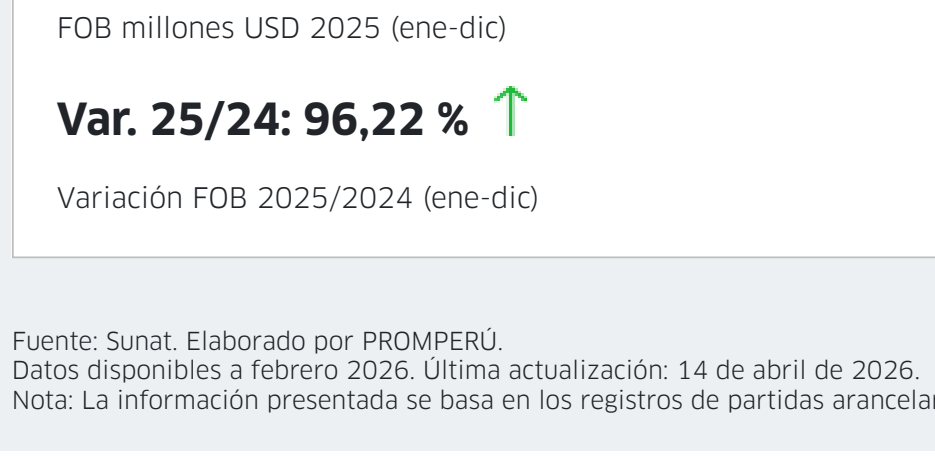 FOB millones USD 2025 (ene-dic)
Var. 25/24: 96,22 %
Variación FOB 2025/2024 (ene-dic)
Fuente: Sunat. Elaborado por PROMPERÚ.
Datos disponibles a febrero 2026. Última actualización: 14 de abril de 2026.
Nota: La información presentada se basa en los registros de partidas